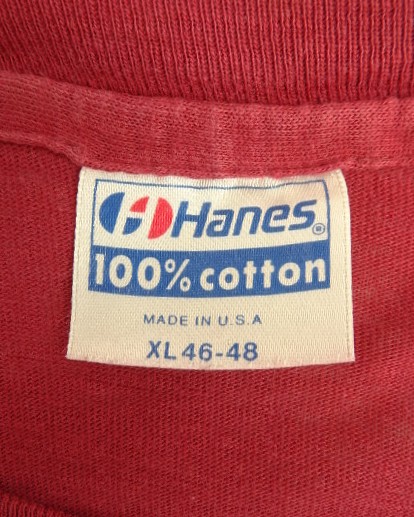 Hanes®
100% cotton
MADE IN U.S.A
XL 46-48